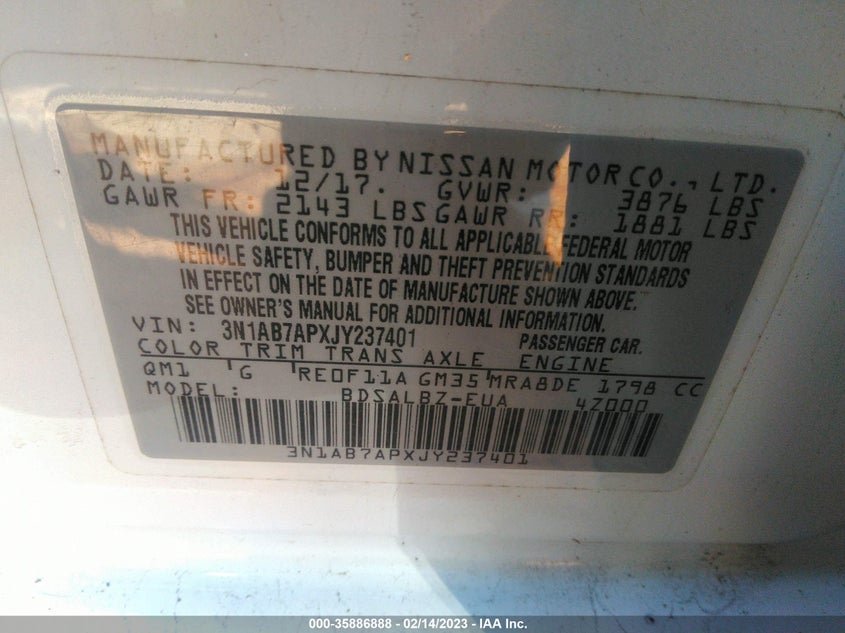 MANUFACTURED BY NISSAN MOTOR CO., LTD.
DATE: 12/17. GVWR: 3876 LBS
GAWR FR: 2143 LBS GAWR RR: 1881 LBS
THIS VEHICLE CONFORMS TO ALL APPLICABLE FEDERAL MOTOR
VEHICLE SAFETY, BUMPER AND THEFT PREVENTION STANDARDS
IN EFFECT ON THE DATE OF MANUFACTURE SHOWN ABOVE.
SEE OWNER'S MANUAL FOR ADDITIONAL INFORMATION.
VIN: 3N1AB7APXJY237401 PASSENGER CAR.
COLOR TRIM TRANS AXLE ENGINE
QM1 G RE0F11A GM35 MRA8DE 1798 CC
MODEL: BDSALBZ-EUA 4Z000
3N1AB7APXJY237401
000-35886888 - 02/14/2023 - IAA Inc.